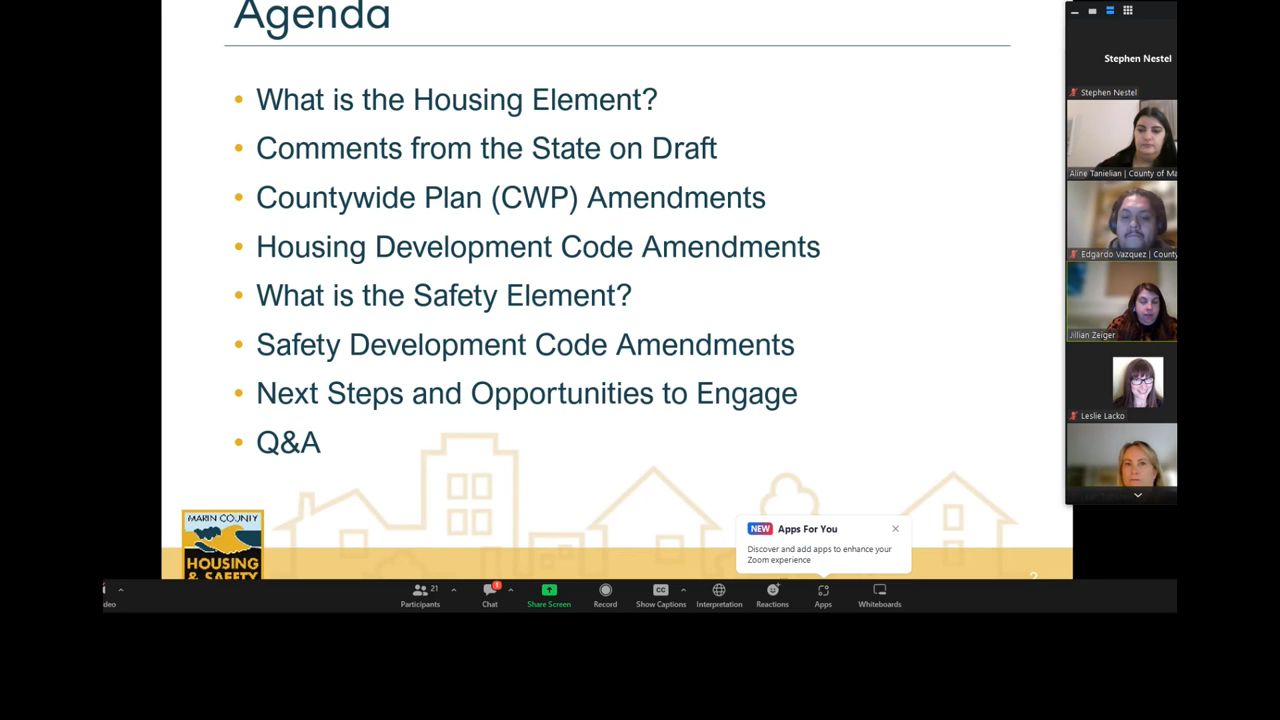 Agenda
What is the Housing Element?
Comments from the State on Draft
Countywide Plan (CWP) Amendments
Housing Development Code Amendments
What is the Safety Element?
Safety Development Code Amendments
Next Steps and Opportunities to Engage
Q&A
MARIN COUNTY
HOUSING
& SAFETY
2
Stephen Nestel
Stephen Nestel
Aline Tanielian | County of Ma
Edgardo Vazquez | County
Jillian Zeiger
Leslie Lacko
NEW Apps For You
Discover and add apps to enhance your
Zoom experience
deo
21
Participants
1
Chat
Share Screen
Record
CC
Show Captions
Interpretation
Reactions
Apps
Whiteboards